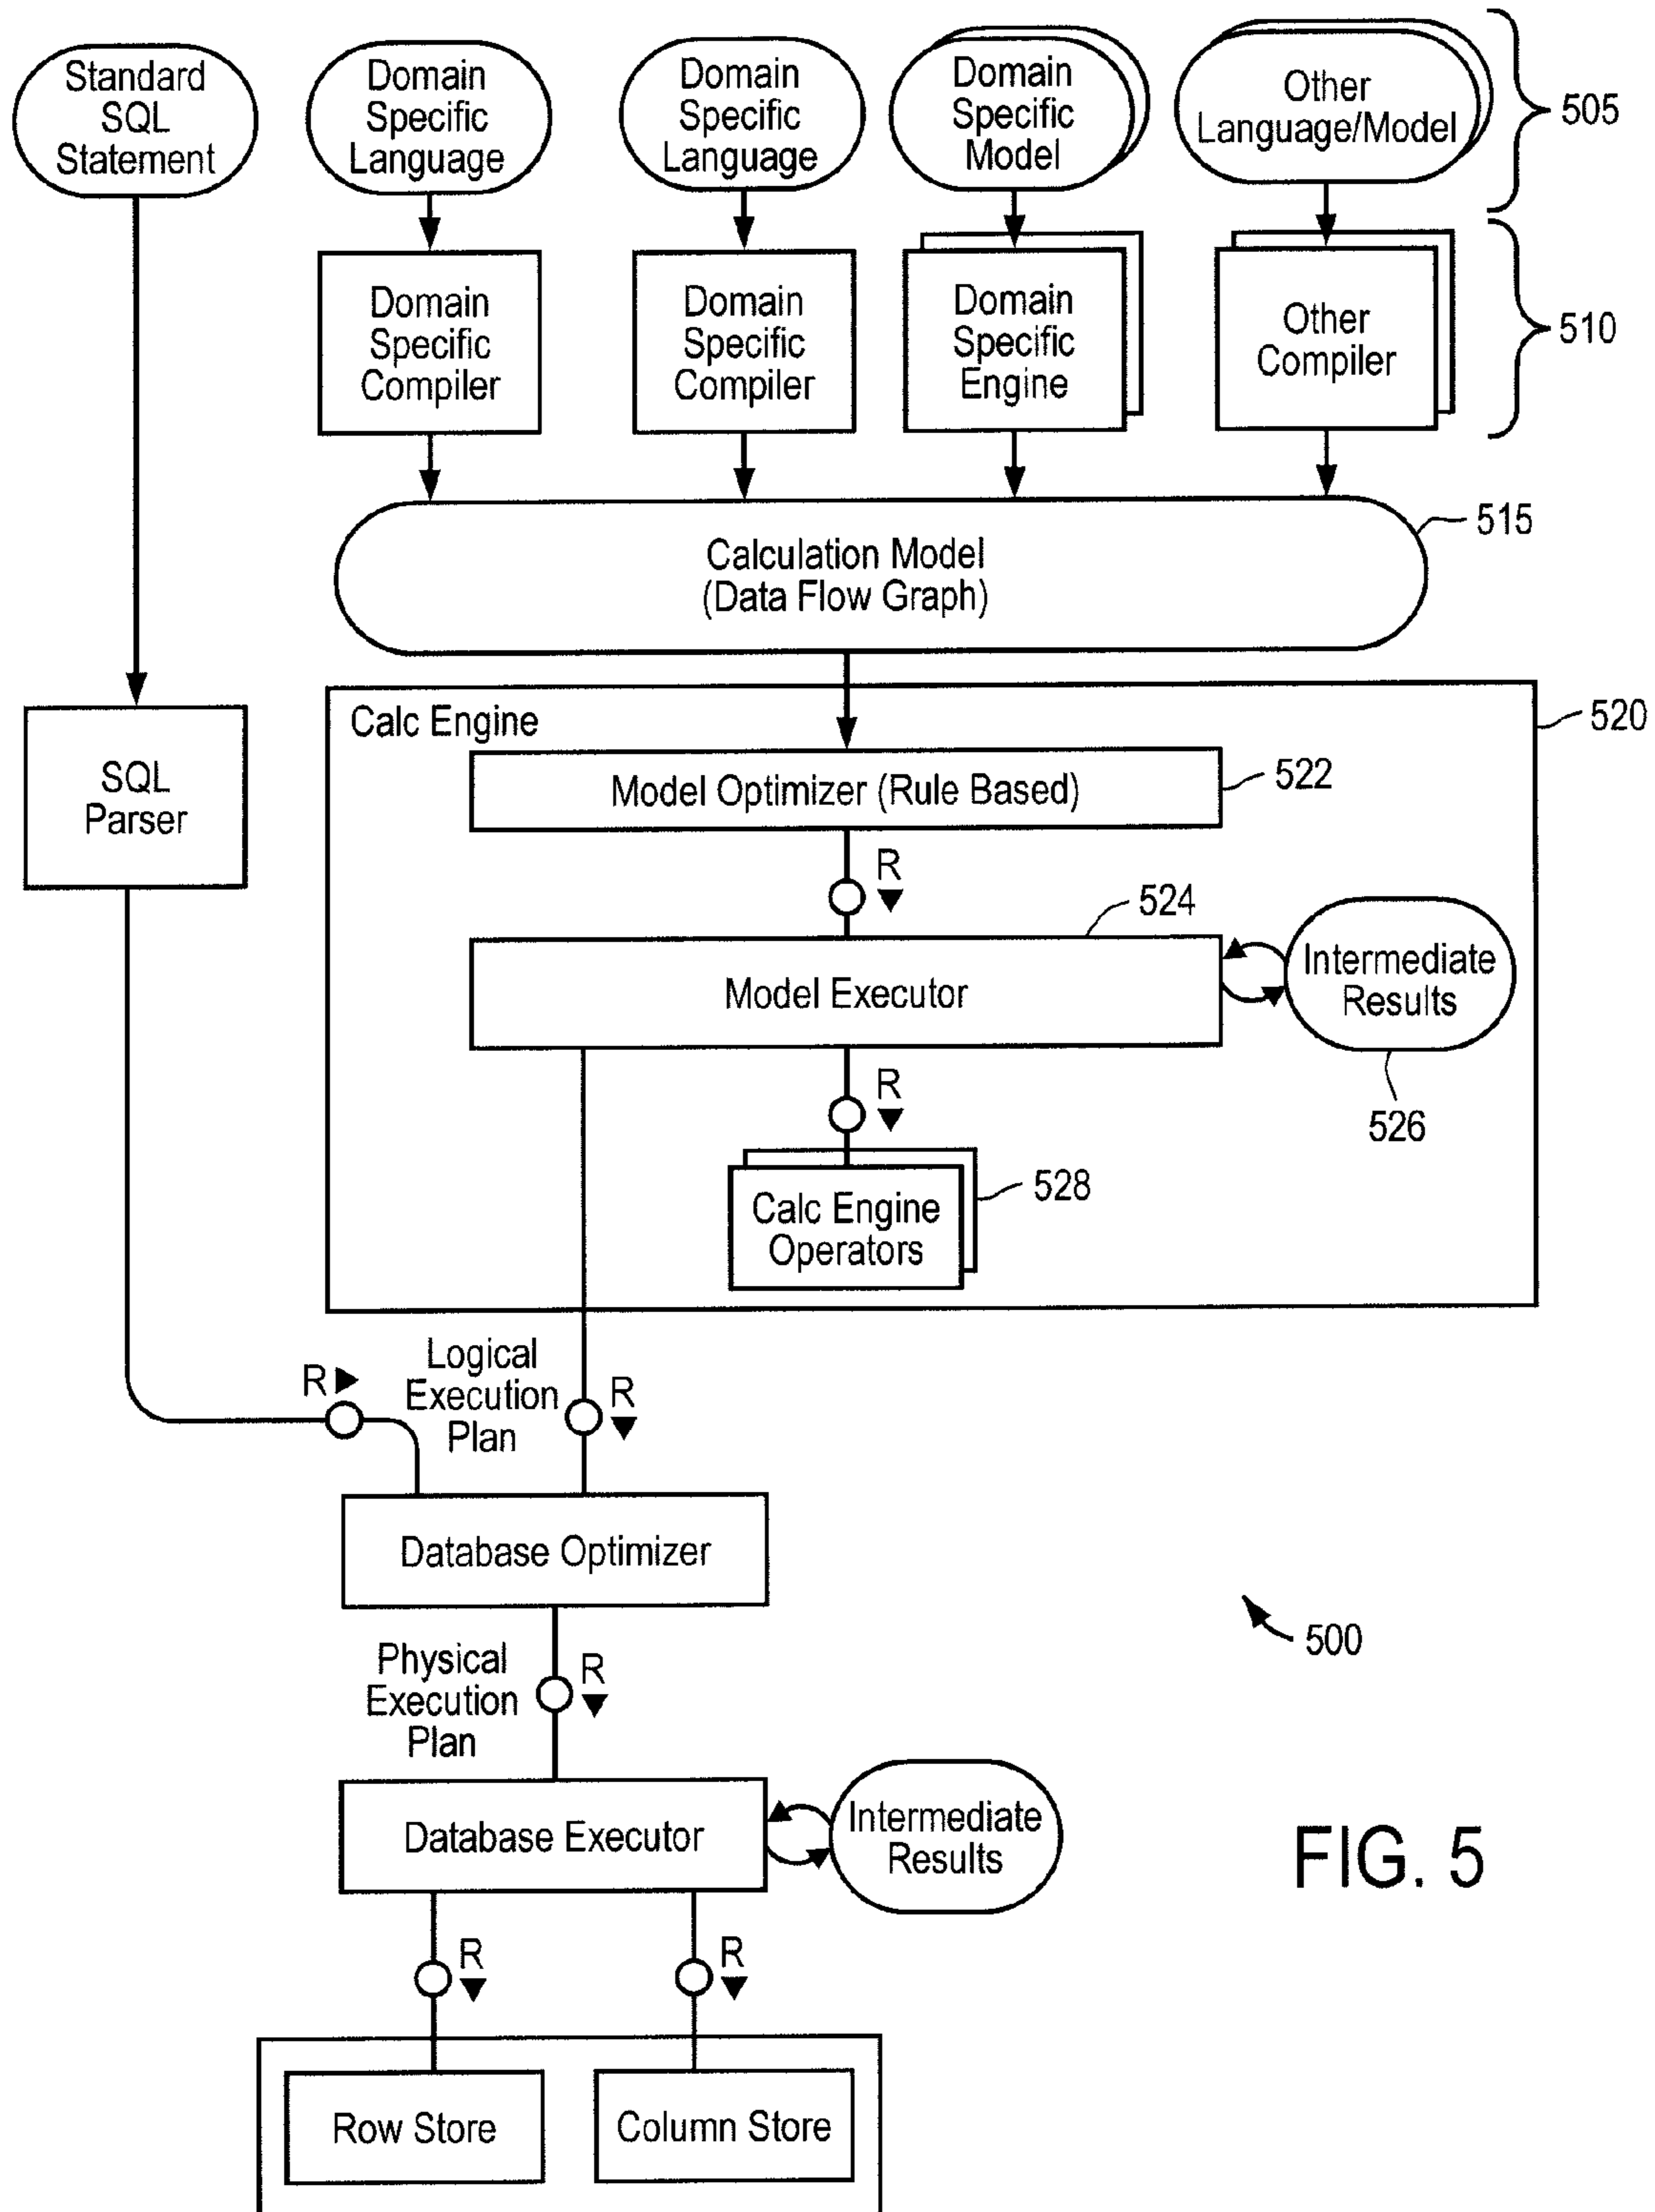 Standard
SQL
Statement
Domain
Specific
Language
Domain
Specific
Language
Domain
Specific
Model
Other
Language/Model
505
Domain
Specific
Compiler
Domain
Specific
Compiler
Domain
Specific
Engine
Other
Compiler
510
Calculation Model
(Data Flow Graph)
515
SQL
Parser
Calc Engine
520
Model Optimizer (Rule Based)
522
R
524
Model Executor
Intermediate
Results
526
R
Calc Engine
Operators
528
R
Logical
Execution
Plan
R
Database Optimizer
500
Physical
Execution
Plan
R
Database Executor
Intermediate
Results
FIG. 5
R
R
Row Store
Column Store